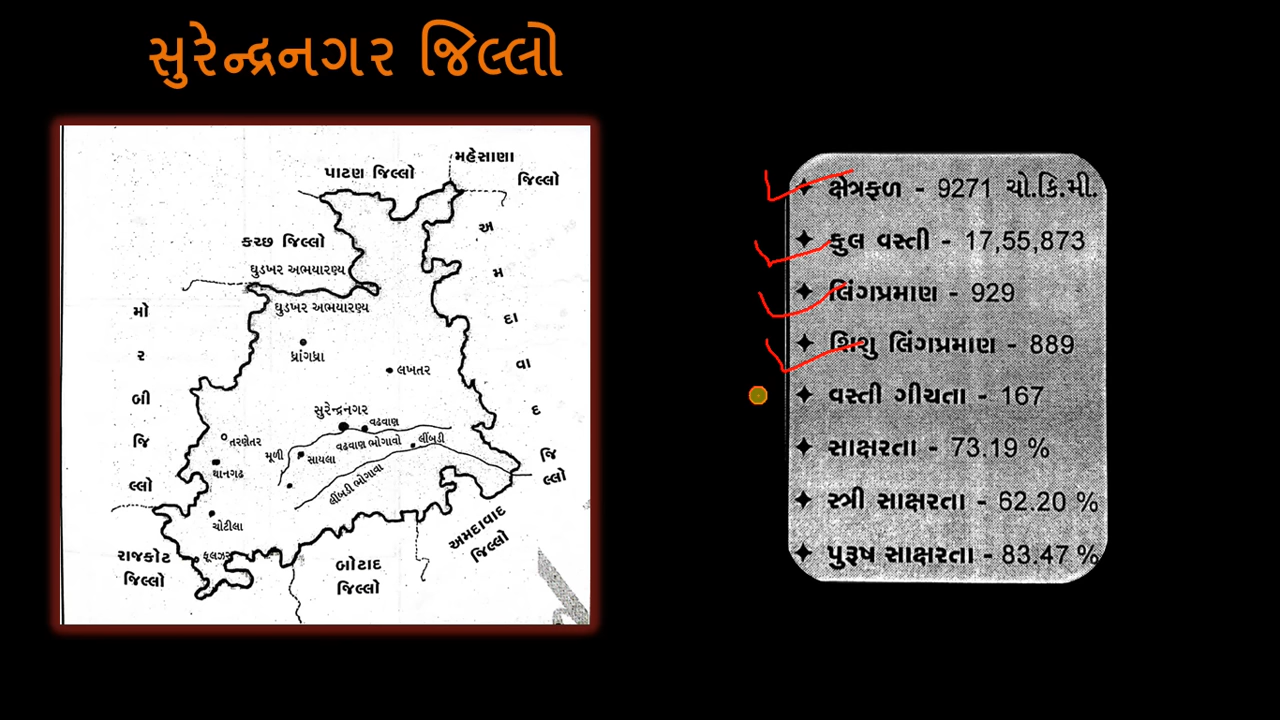 સુરેન્દ્રનગર જિલ્લો
મહેસાણા
જિલ્લો
પાટણ જિલ્લો
કચ્છ જિલ્લો
ઘુડખર અભયારણ્ય
ઘુડખર અભયારણ્ય
મોરબી જિલ્લો
અમદાવાદ જિલ્લો
ધ્રાંગધ્રા
લખતર
સુરેન્દ્રનગર
વઢવાણ
તરણેતર
વઢવાણ ભોગાવો
લીંબડી
મૂળી
સાયલા
થાનગઢ
લીંબડી ભોગાવો
ચોટીલા
અમદાવાદ
જિલ્લો
રાજકોટ
જિલ્લો
બોટાદ
જિલ્લો
✦ ક્ષેત્રફળ - 9271 ચો.કિ.મી.
✦ કુલ વસ્તી - 17,55,873
✦ લિંગપ્રમાણ - 929
✦ શિશુ લિંગપ્રમાણ - 889
✦ વસ્તી ગીચતા - 167
✦ સાક્ષરતા - 73.19 %
✦ સ્ત્રી સાક્ષરતા - 62.20 %
✦ પુરૂષ સાક્ષરતા - 83.47 %